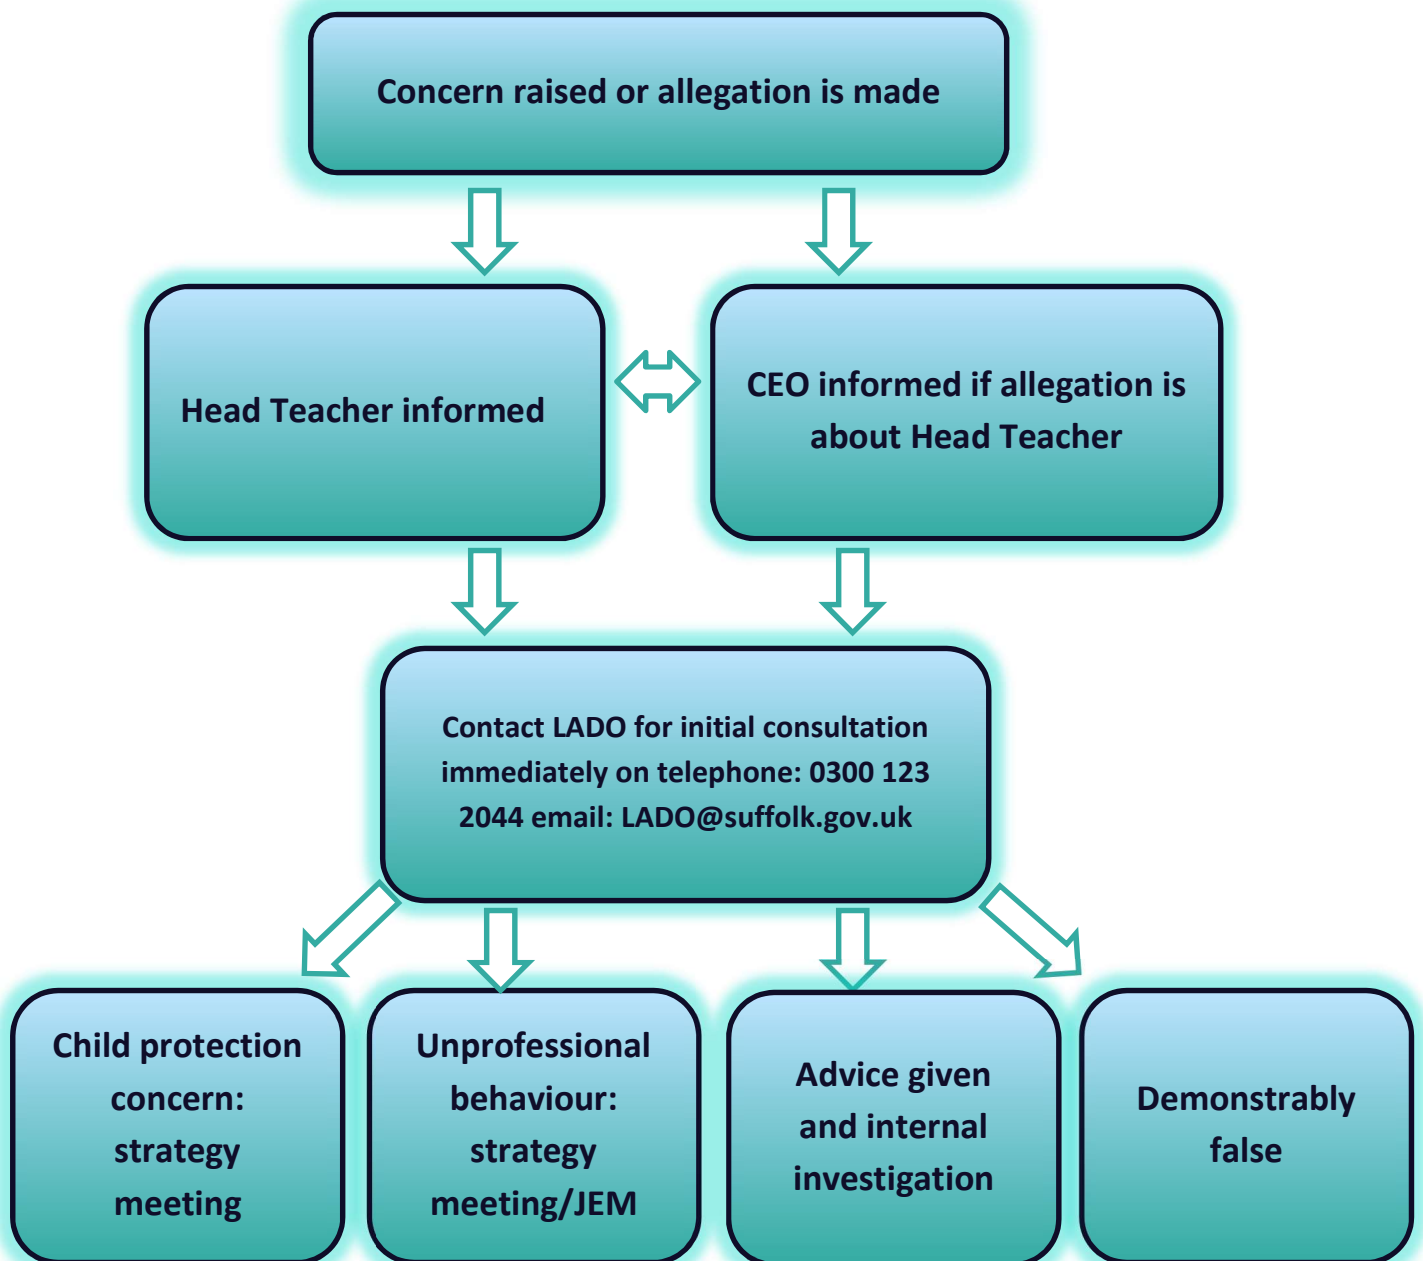 Concern raised or allegation is made
Head Teacher informed
CEO informed if allegation is
about Head Teacher
Contact LADO for initial consultation
immediately on telephone: 0300 123
2044 email: LADO@suffolk.gov.uk
Child protection
concern:
strategy
meeting
Unprofessional
behaviour:
strategy
meeting/JEM
Advice given
and internal
investigation
Demonstrably
false